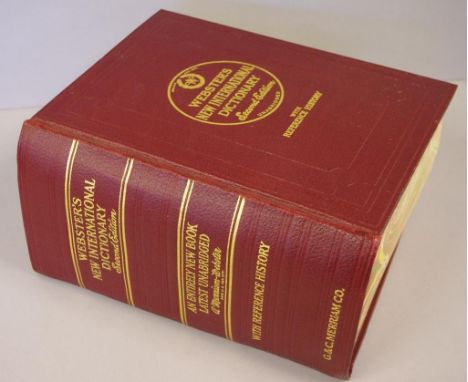 WEBSTER'S
NEW INTERNATIONAL
DICTIONARY
Second Edition
UNABRIDGED
WITH
REFERENCE HISTORY
WEBSTER'S
NEW INTERNATIONAL
DICTIONARY
Second Edition
AN ENTIRELY NEW BOOK
LATEST UNABRIDGED
A Merriam-Webster
WITH REFERENCE HISTORY
G.&C. MERRIAM CO.